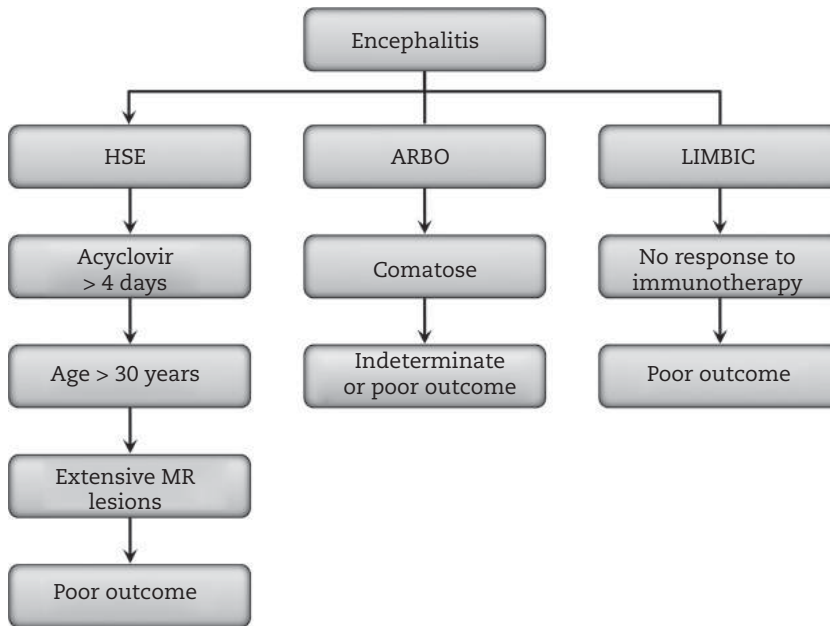 Encephalitis
HSE
ARBO
LIMBIC
Acyclovir
> 4 days
Comatose
No response to
immunotherapy
Age > 30 years
Indeterminate
or poor outcome
Poor outcome
Extensive MR
lesions
Poor outcome